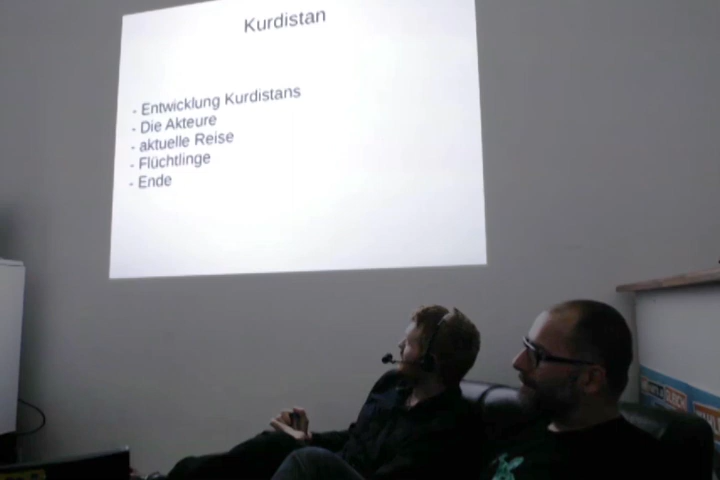 Kurdistan
- Entwicklung Kurdistans
- Die Akteure
- aktuelle Reise
- Flüchtlinge
- Ende